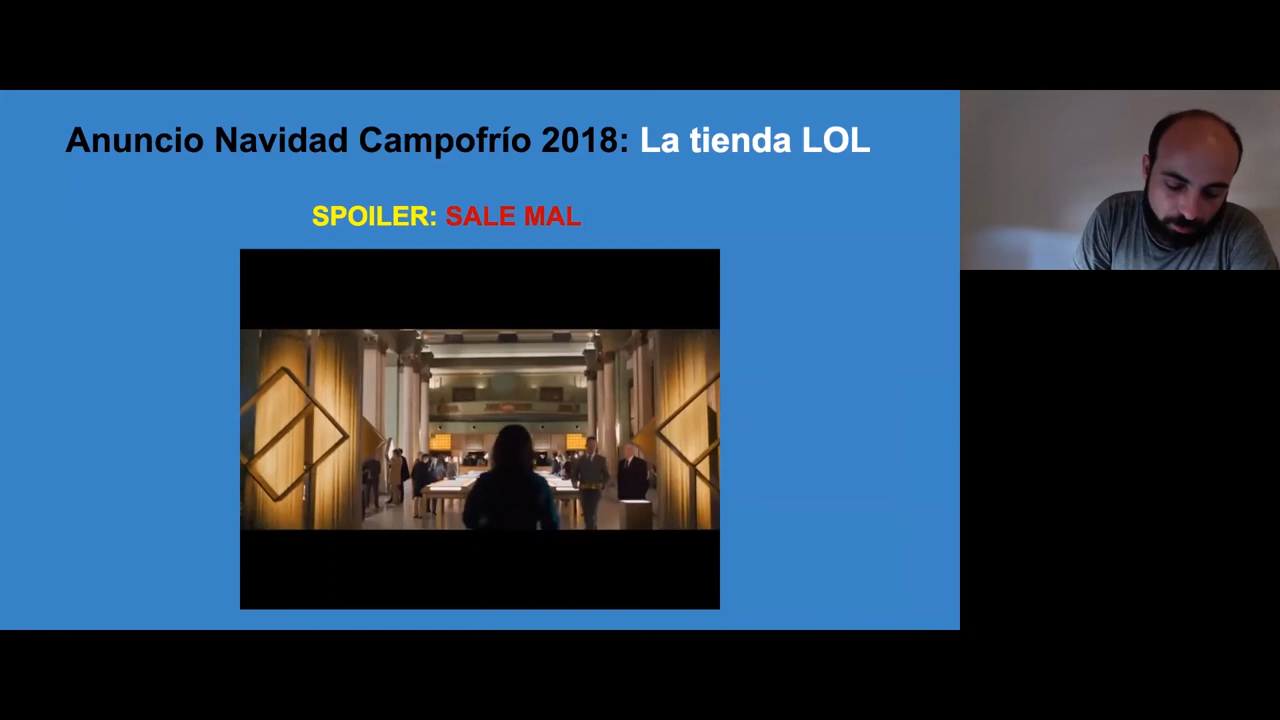 Anuncio Navidad Campofrío 2018: La tienda LOL
SPOILER: SALE MAL